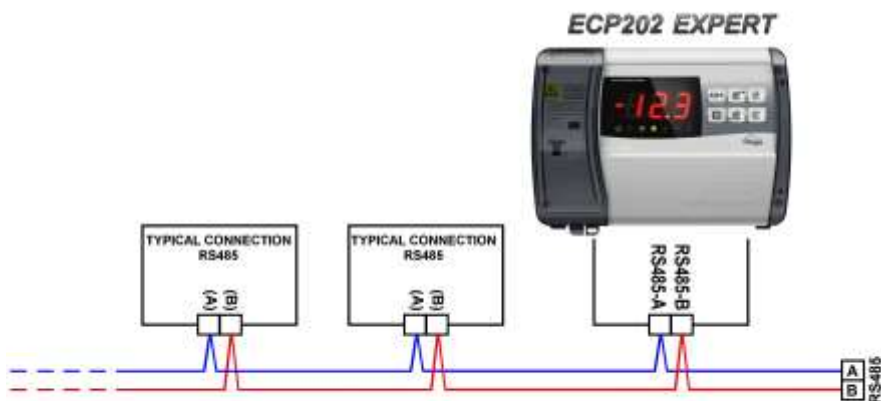 ECP202 EXPERT
-12.3
TYPICAL CONNECTION
RS485
(A)
(B)
TYPICAL CONNECTION
RS485
(A)
(B)
RS485-A
RS485-B
A
B
RS485